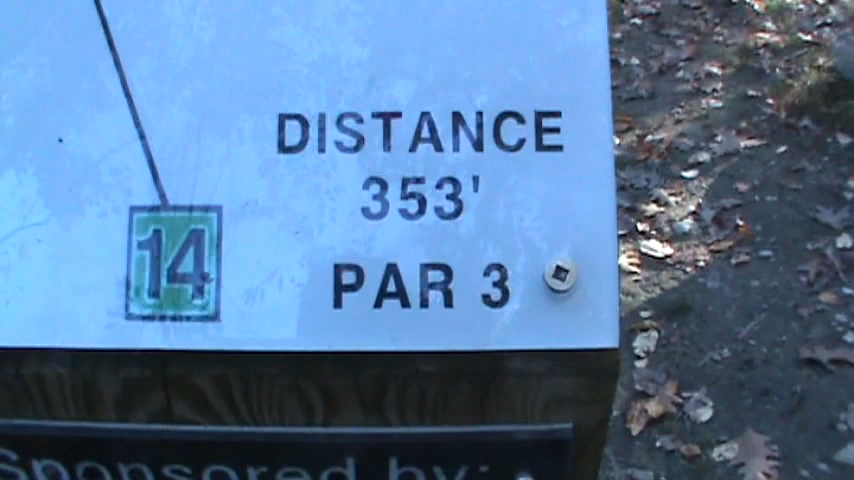 DISTANCE
353'
PAR 3
14
Sponsored by: